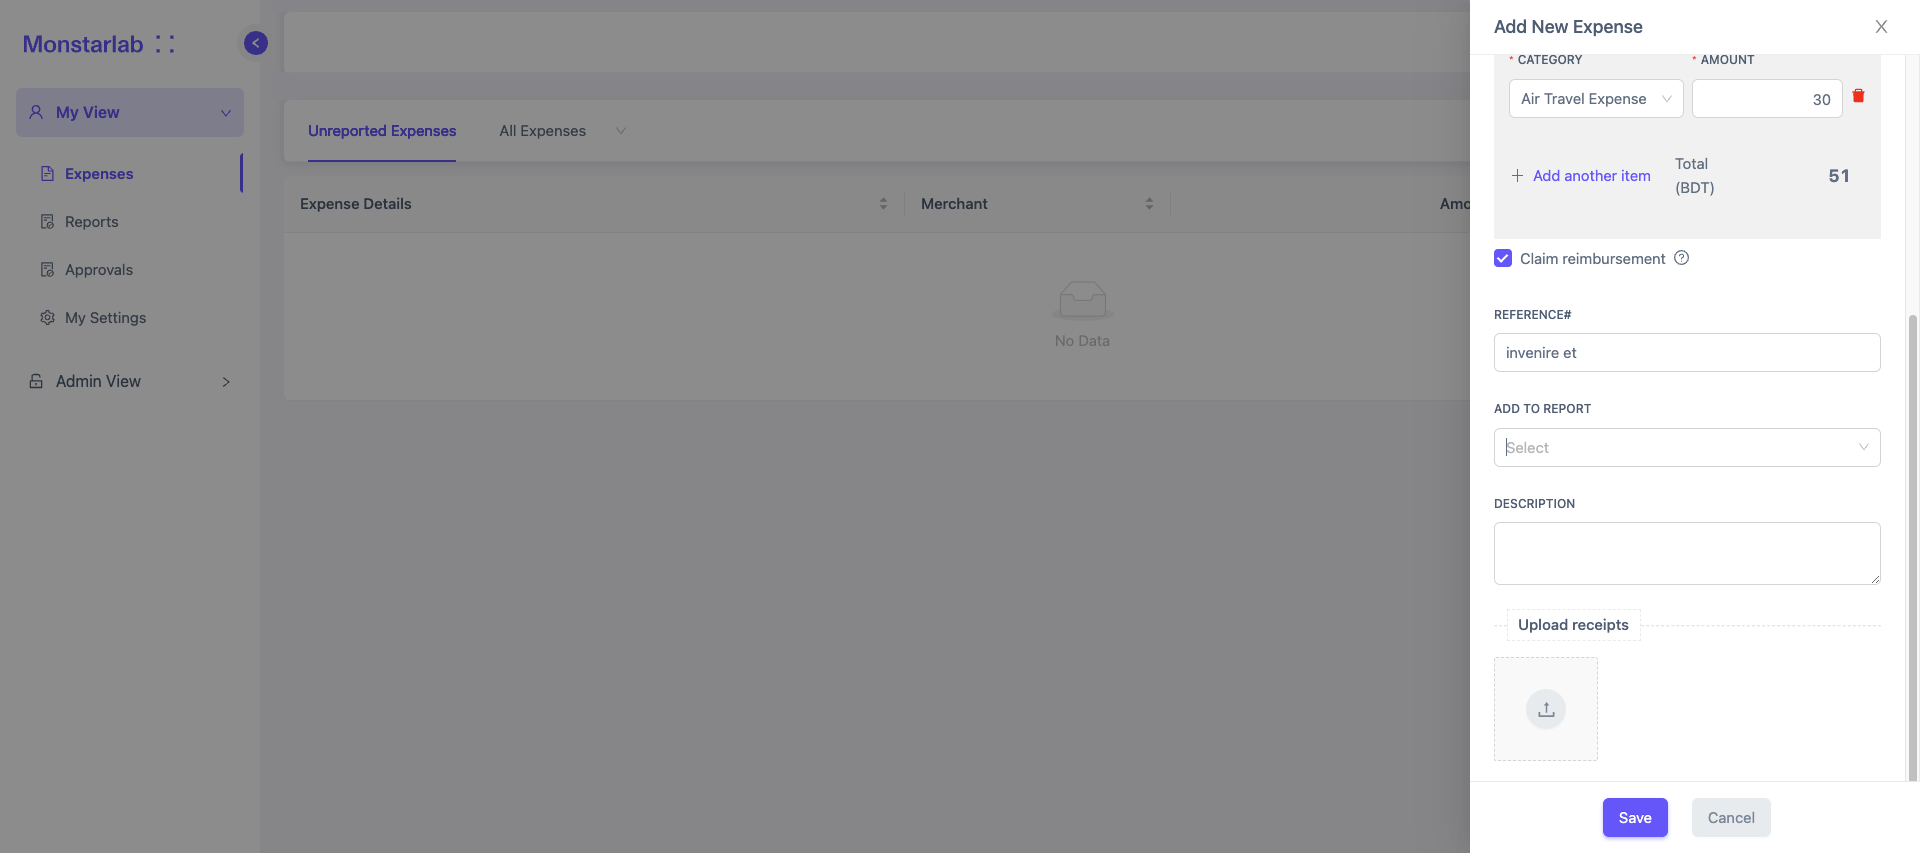 Monstarlab
My View
Expenses
Reports
Approvals
My Settings
Admin View
Unreported Expenses
All Expenses
Expense Details
Merchant
No Data
Add New Expense
* CATEGORY
* AMOUNT
Air Travel Expense
30
Add another item
Total
(BDT)
51
Claim reimbursement
REFERENCE#
invenire et
ADD TO REPORT
Select
DESCRIPTION
Upload receipts
Save
Cancel